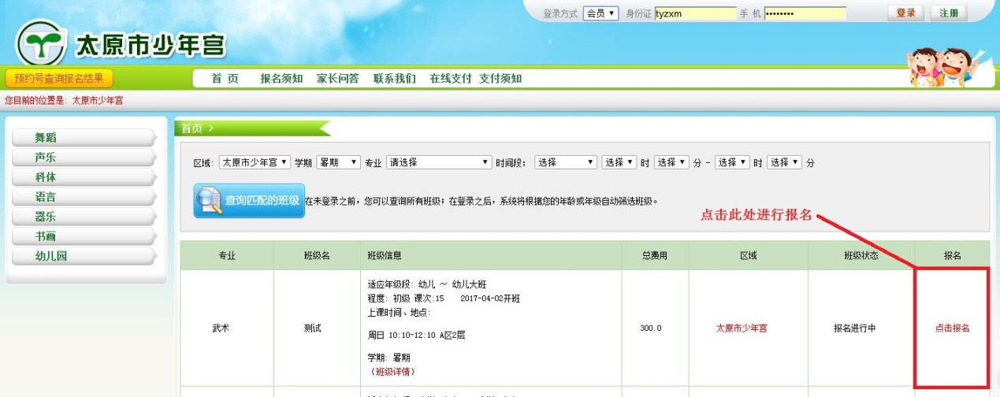 登录方式 会员 身份证 tyzxm 手 机 •••••••• 登录 注册
太原市少年宫
预约号查询报名结果 首 页 报名须知 家长问答 联系我们 在线支付 支付须知
您目前的位置是: 太原市少年宫
舞蹈
声乐
科体
语言
器乐
书画
幼儿园
首页 >
区域: 太原市少年宫 学期 署期 专业 请选择 时间段: 选择 选择 时 选择 分 - 选择 时 选择 分
查询匹配的班级 在未登录之前，您可以查询所有班级；在登录之后，系统将根据您的年龄或年级自动筛选班级。
点击此处进行报名
专业 班级名 班级信息 总费用 区域 班级状态 报名
适应年级段: 幼儿 ～ 幼儿大班
程度: 初级 课次:15 2017-04-02开班
上课时间、地点:
武术 测试 300.0 太原市少年宫 报名进行中 点击报名
周日 10:10-12:10 A区2层
学期: 署期
(班级详情)